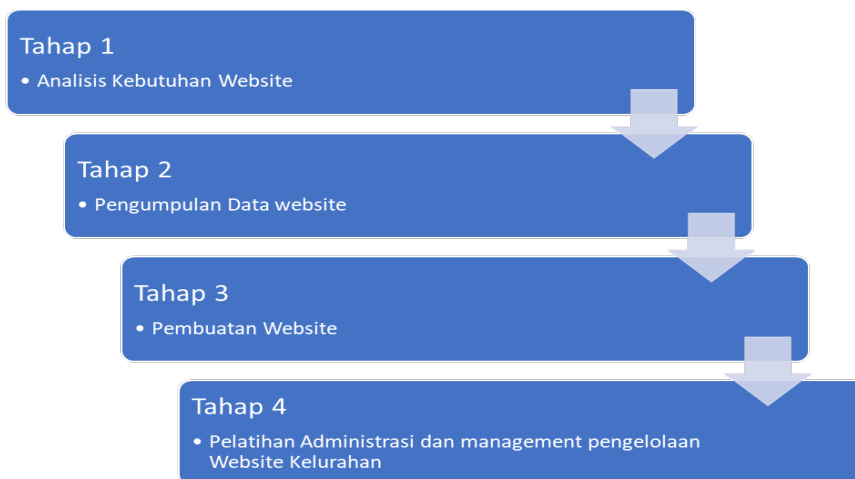 Tahap 1
• Analisis Kebutuhan Website
Tahap 2
• Pengumpulan Data website
Tahap 3
• Pembuatan Website
Tahap 4
• Pelatihan Administrasi dan management pengelolaan
Website Kelurahan